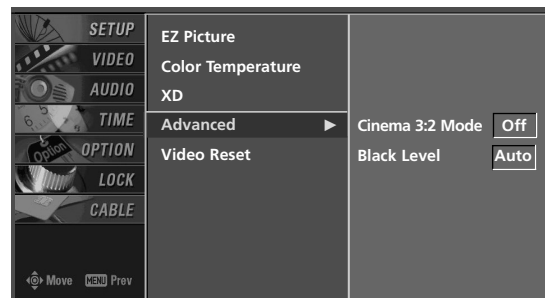 SETUP
VIDEO
AUDIO
TIME
OPTION
LOCK
CABLE
Move MENU Prev
EZ Picture
Color Temperature
XD
Advanced ▶
Video Reset
Cinema 3:2 Mode Off
Black Level Auto